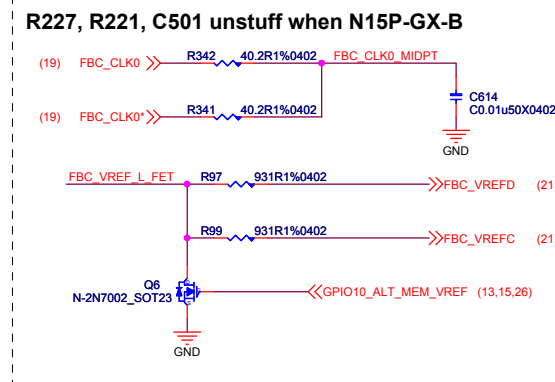 R227, R221, C501 unstuff when N15P-GX-B
(19) FBC_CLK0 R342 40.2R1%0402 FBC_CLK0_MIDPT
C614
C0.01u50X0402
(19) FBC_CLK0* R341 40.2R1%0402
GND
FBC_VREF_L_FET R97 931R1%0402 FBC_VREFD (21
R99 931R1%0402 FBC_VREFC (21
Q6
N-2N7002_SOT23
GPIO10_ALT_MEM_VREF (13,15,26)
GND